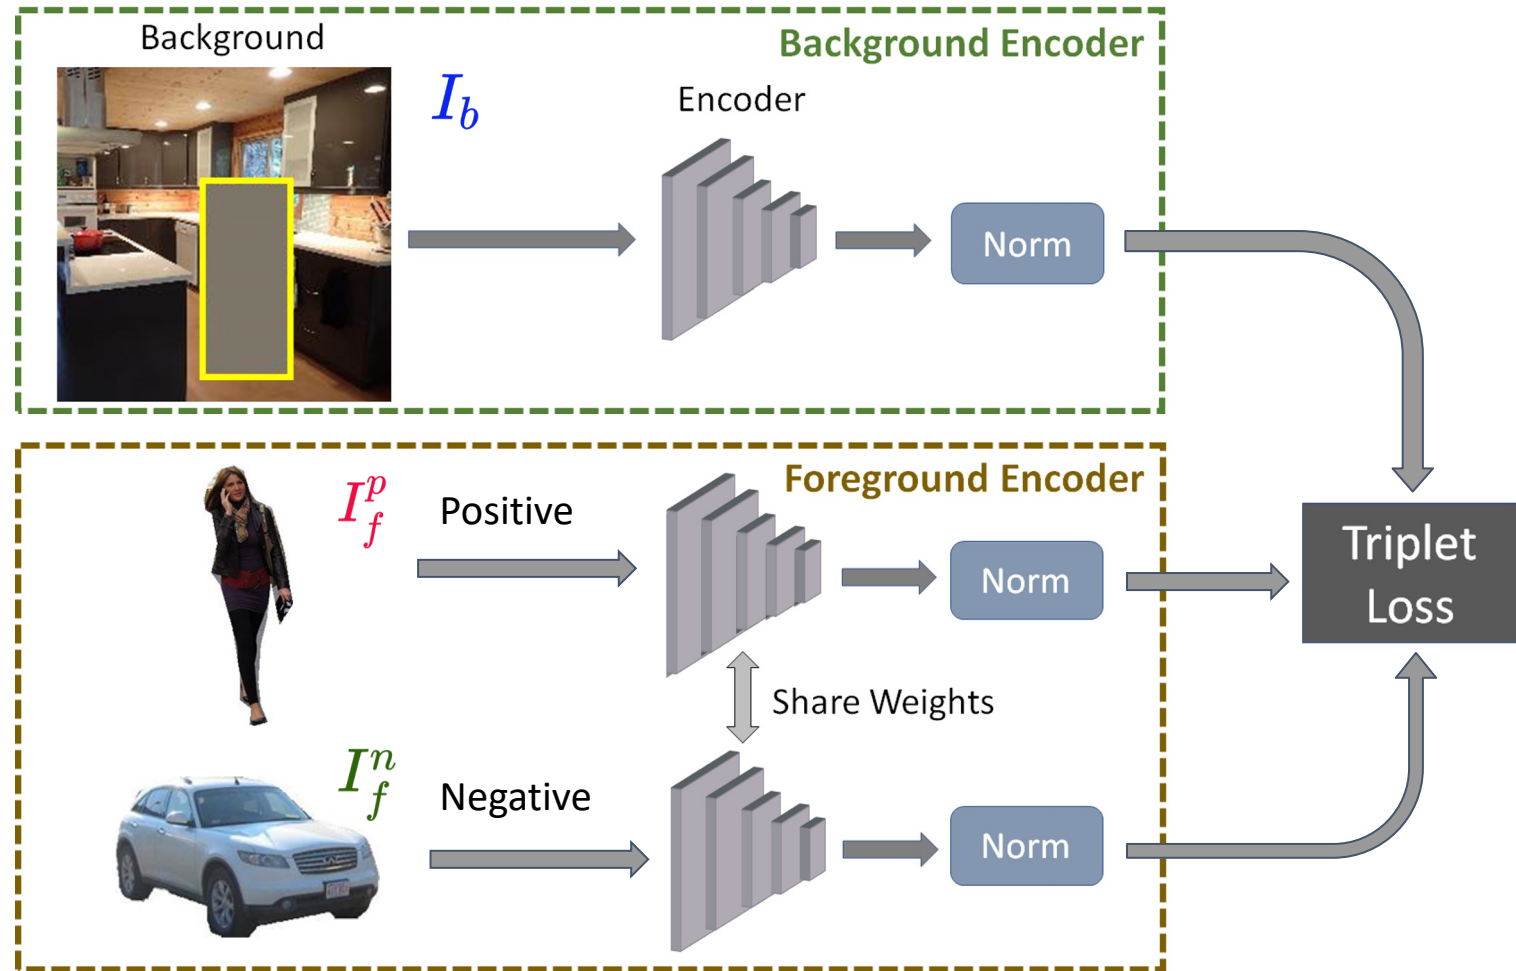 Background
Background Encoder
I_b
Encoder
Norm
Foreground Encoder
I_f^p
Positive
Norm
Triplet
Loss
Share Weights
I_f^n
Negative
Norm